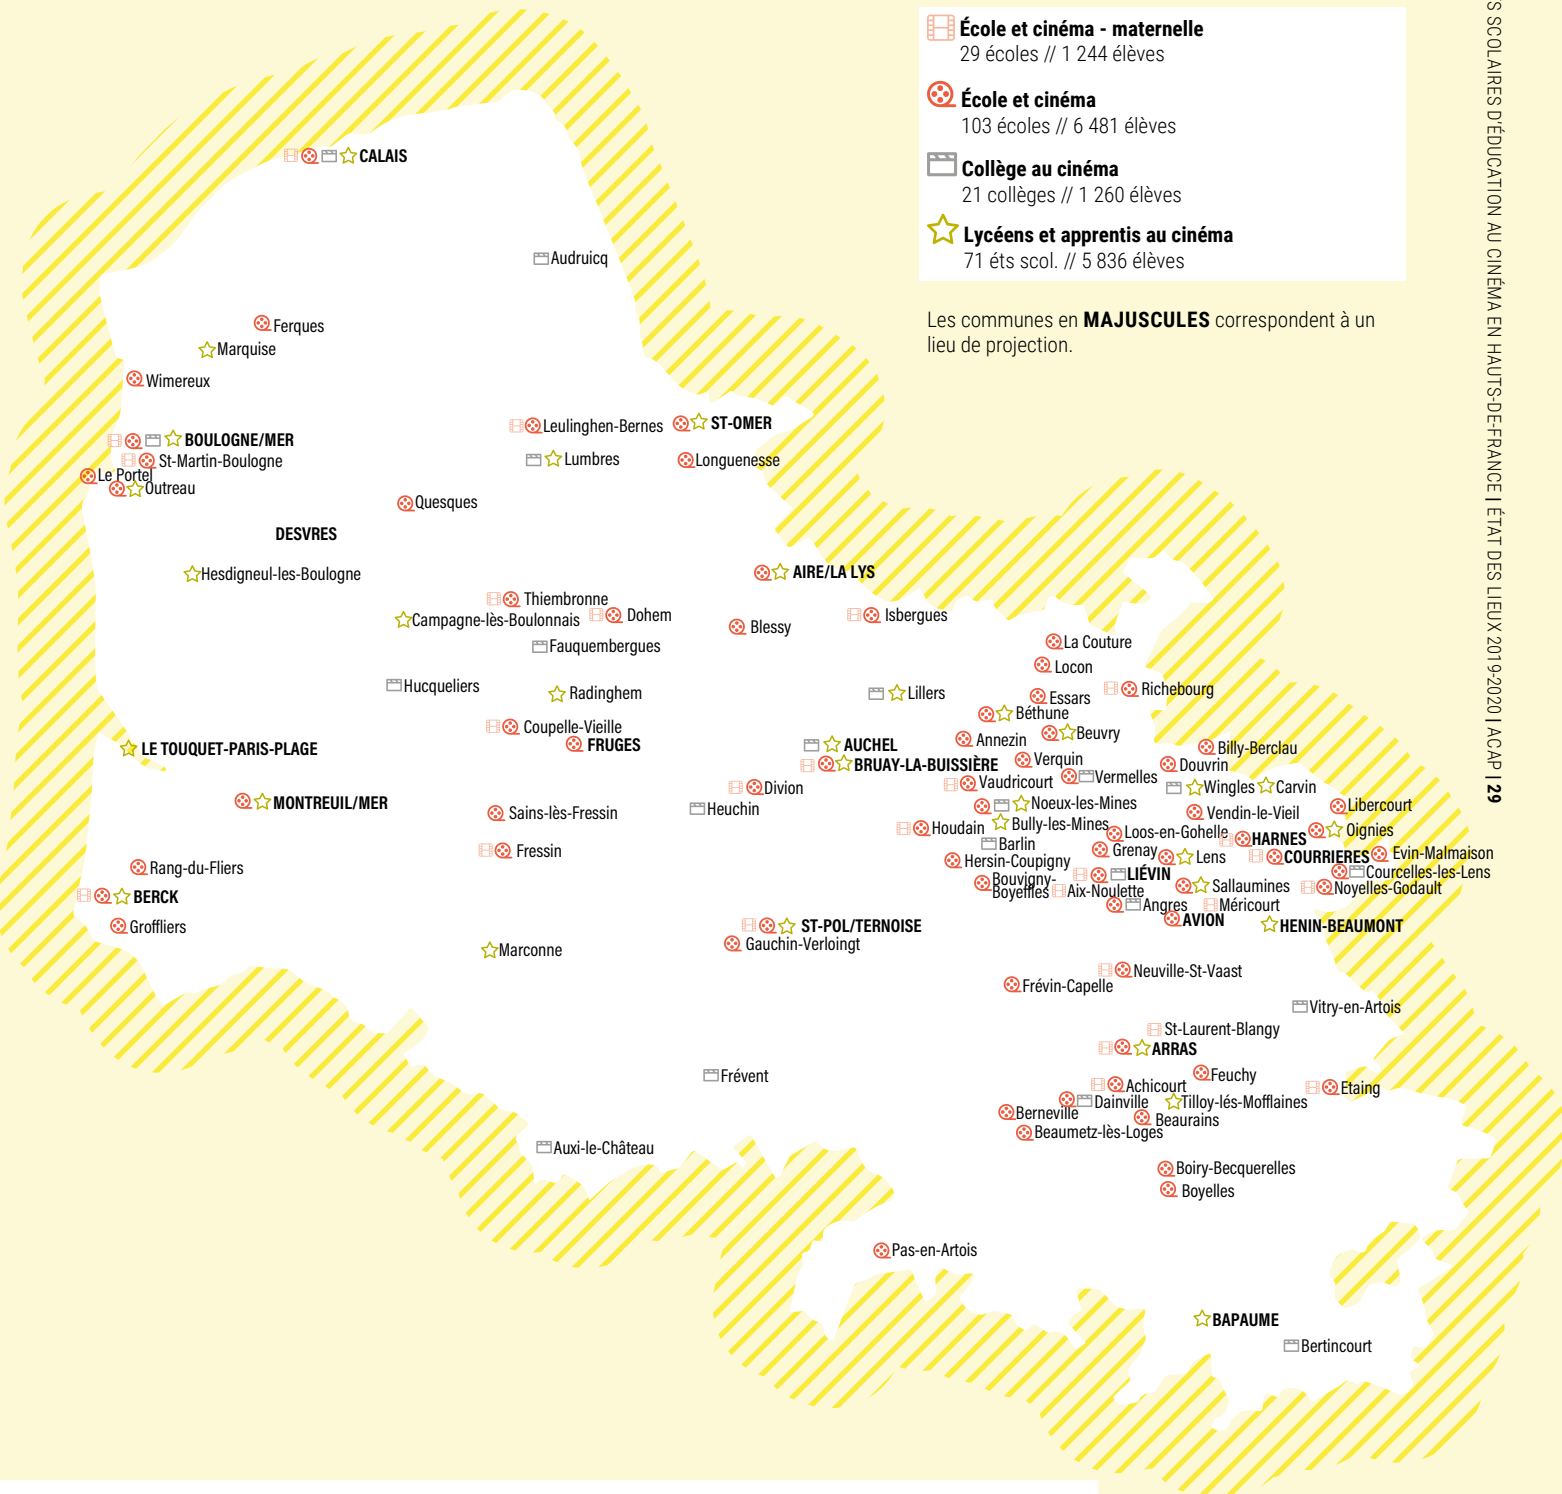 École et cinéma - maternelle
29 écoles // 1 244 élèves
École et cinéma
103 écoles // 6 481 élèves
Collège au cinéma
21 collèges // 1 260 élèves
Lycéens et apprentis au cinéma
71 éts scol. // 5 836 élèves
Les communes en MAJUSCULES correspondent à un
lieu de projection.
S SCOLAIRES D'ÉDUCATION AU CINÉMA EN HAUTS-DE-FRANCE | ÉTAT DES LIEUX 2019-2020 | ACAP | 29
CALAIS
Audruicq
Ferques
Marquise
Wimereux
BOULOGNE/MER
St-Martin-Boulogne
Le Portel
Outreau
Leulinghen-Bernes
ST-OMER
Lumbres
Longuenesse
Quesques
DESVRES
Hesdigneul-les-Boulogne
AIRE/LA LYS
Thiembronne
Campagne-lès-Boulonnais
Dohem
Blessy
Isbergues
Fauquembergues
La Couture
Locon
Hucqueliers
Radinghem
Lillers
Essars
Richebourg
Béthune
Coupelle-Vieille
FRUGES
LE TOUQUET-PARIS-PLAGE
AUCHEL
Annezin
Beuvry
Billy-Berclau
BRUAY-LA-BUISSIÈRE
Verquin
Douvrin
Vaudricourt
Vermelles
Divion
Wingles
Carvin
MONTREUIL/MER
Heuchin
Noeux-les-Mines
Libercourt
Sains-lès-Fressin
Vendin-le-Vieil
Houdain
Bully-les-Mines
Loos-en-Gohelle
Oignies
HARNES
Barlin
Fressin
Grenay
Lens
COURRIERES
Evin-Malmaison
Hersin-Coupigny
Rang-du-Fliers
LIÉVIN
Courcelles-les-Lens
Bouvigny-
Boyeffles
Aix-Noulette
Sallaumines
Noyelles-Godault
BERCK
Angres
Méricourt
Groffliers
AVION
HENIN-BEAUMONT
ST-POL/TERNOISE
Gauchin-Verloingt
Marconne
Neuville-St-Vaast
Frévin-Capelle
Vitry-en-Artois
St-Laurent-Blangy
ARRAS
Frévent
Feuchy
Achicourt
Etaing
Dainville
Tilloy-lés-Mofflaines
Berneville
Beaurains
Beaumetz-lès-Loges
Auxi-le-Château
Boiry-Becquerelles
Boyelles
Pas-en-Artois
BAPAUME
Bertincourt